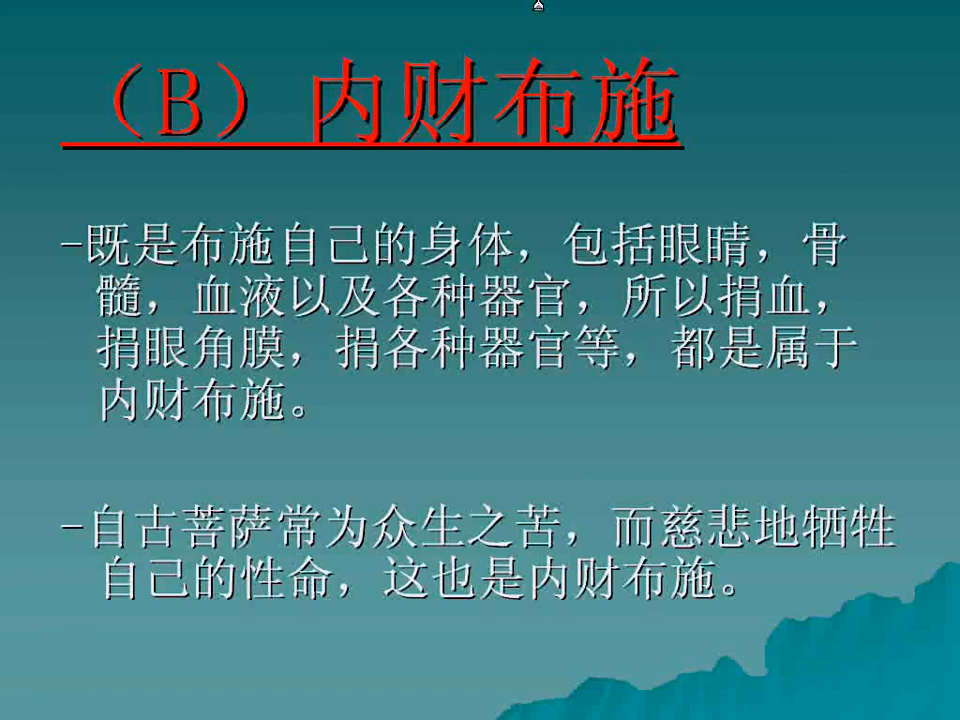 （B）内财布施
-既是布施自己的身体，包括眼睛，骨
髓，血液以及各种器官，所以捐血，
捐眼角膜，捐各种器官等，都是属于
内财布施。
-自古菩萨常为众生之苦，而慈悲地牺牲
自己的性命，这也是内财布施。